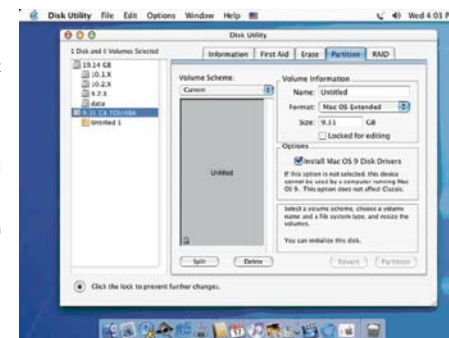 Disk Utility File Edit Options Window Help Wed 4:03 P
Disk Utility
1 Disk and 0 Volumes Selected
Information First Aid Erase Partition RAID
19.14 GB
10.1.X
10.2.X
9.2.X
data
9.31 GB TOSHIBA
Untitled 1
Volume Scheme:
Current
Untitled
Split Delete
Volume Information
Name: Untitled
Format: Mac OS Extended
Size: 9.31 GB
Locked for editing
Options
Install Mac OS 9 Disk Drivers
If this option is not selected, this device
cannot be used by a computer running Mac
OS 9. This option does not affect Classic.
Select a volume scheme, choose a volume
name and a file system type, and resize the
volumes.
You can initialize this disk.
Revert Partition
Click the lock to prevent further changes.